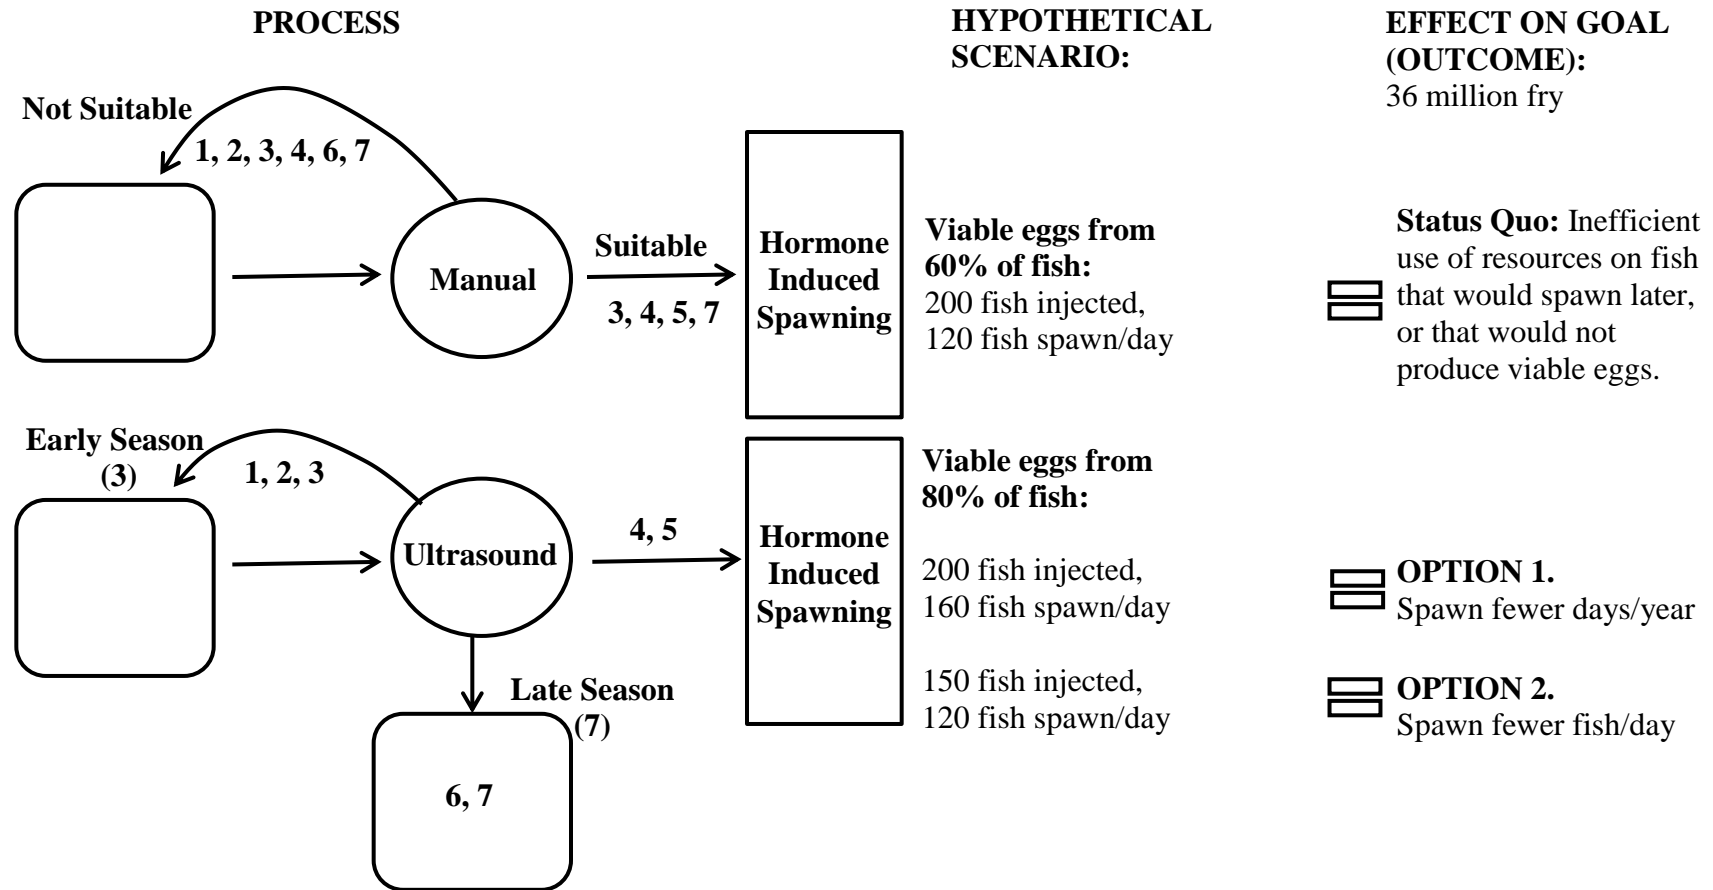 PROCESS
HYPOTHETICAL
SCENARIO:
EFFECT ON GOAL
(OUTCOME):
36 million fry
Not Suitable
1, 2, 3, 4, 6, 7
Manual
Suitable
3, 4, 5, 7
Hormone
Induced
Spawning
Viable eggs from
60% of fish:
200 fish injected,
120 fish spawn/day
Status Quo: Inefficient
use of resources on fish
that would spawn later,
or that would not
produce viable eggs.
Early Season
(3)
1, 2, 3
Ultrasound
4, 5
Hormone
Induced
Spawning
Viable eggs from
80% of fish:
200 fish injected,
160 fish spawn/day
OPTION 1.
Spawn fewer days/year
150 fish injected,
120 fish spawn/day
OPTION 2.
Spawn fewer fish/day
Late Season
(7)
6, 7